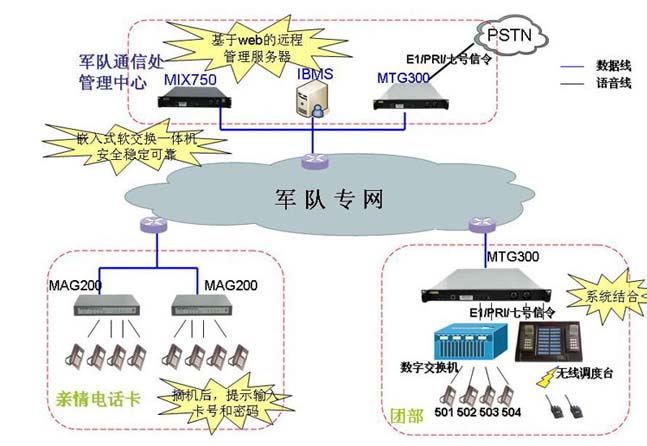 基于web的远程
管理服务器
PSTN
军队通信处
管理中心
MIX750
IBMS
MTG300
E1/PRI/七号信令
数据线
语音线
嵌入式软交换一体机
安全稳定可靠
军队专网
MAG200
MAG200
亲情电话卡
摘机后，提示输入
卡号和密码
MTG300
系统结合
E1/PRI/七号信令
数字交换机
无线调度台
501 502 503 504
团部